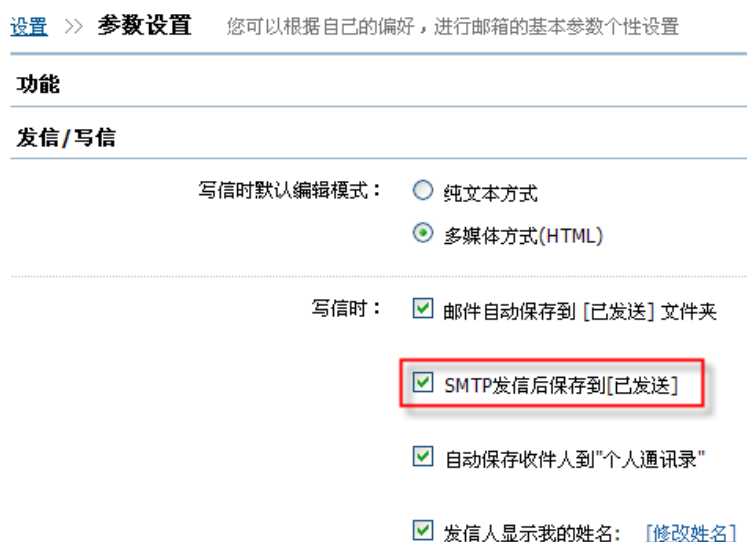 设置 >> 参数设置 您可以根据自己的偏好，进行邮箱的基本参数个性设置
功能
发信/写信
写信时默认编辑模式： 纯文本方式
多媒体方式(HTML)
写信时： 邮件自动保存到 [已发送] 文件夹
SMTP发信后保存到[已发送]
自动保存收件人到"个人通讯录"
发信人显示我的姓名: [修改姓名]